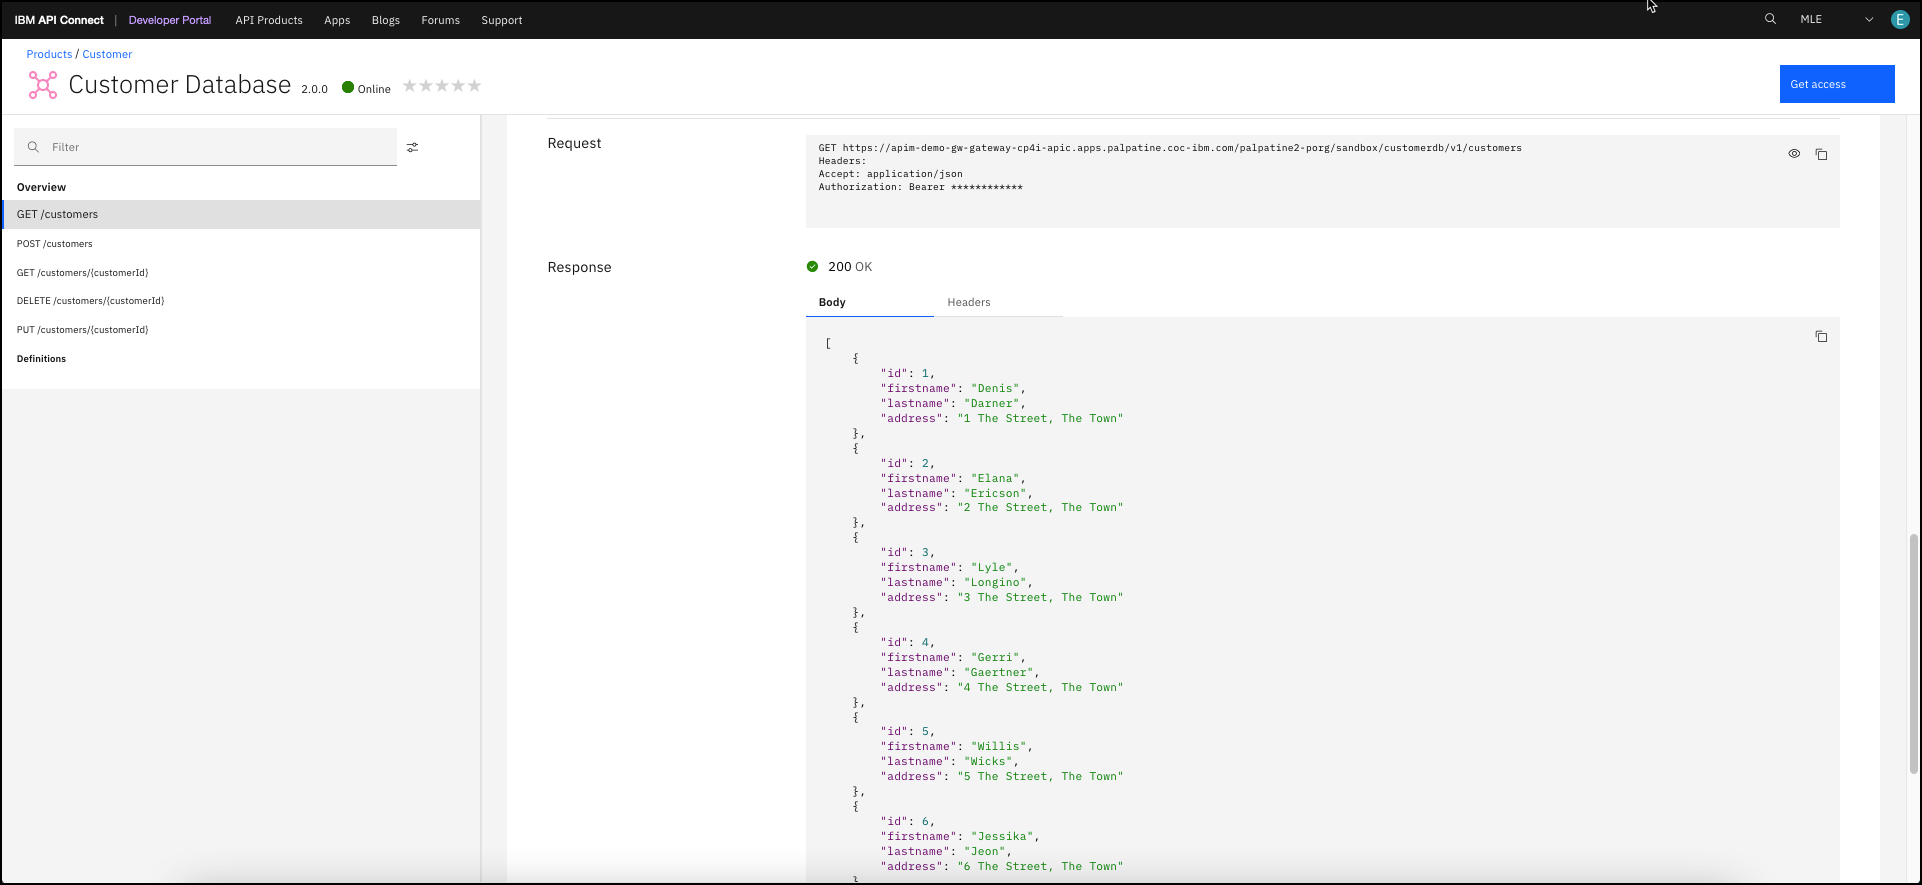 IBM API Connect | Developer Portal API Products Apps Blogs Forums Support MLE E
Products / Customer
Customer Database 2.0.0 Online
Get access
Filter
Overview
GET /customers
POST /customers
GET /customers/{customerId}
DELETE /customers/{customerId}
PUT /customers/{customerId}
Definitions
Request
GET https://apim-demo-gw-gateway-cp4i-apic.apps.palpatine.coc-ibm.com/palpatine2-porg/sandbox/customerdb/v1/customers
Headers:
Accept: application/json
Authorization: Bearer ************
Response
200 OK
Body Headers
[
{
"id": 1,
"firstname": "Denis",
"lastname": "Darner",
"address": "1 The Street, The Town"
},
{
"id": 2,
"firstname": "Elana",
"lastname": "Ericson",
"address": "2 The Street, The Town"
},
{
"id": 3,
"firstname": "Lyle",
"lastname": "Longino",
"address": "3 The Street, The Town"
},
{
"id": 4,
"firstname": "Gerri",
"lastname": "Gaertner",
"address": "4 The Street, The Town"
},
{
"id": 5,
"firstname": "Willis",
"lastname": "Wicks",
"address": "5 The Street, The Town"
},
{
"id": 6,
"firstname": "Jessika",
"lastname": "Jeon",
"address": "6 The Street, The Town"